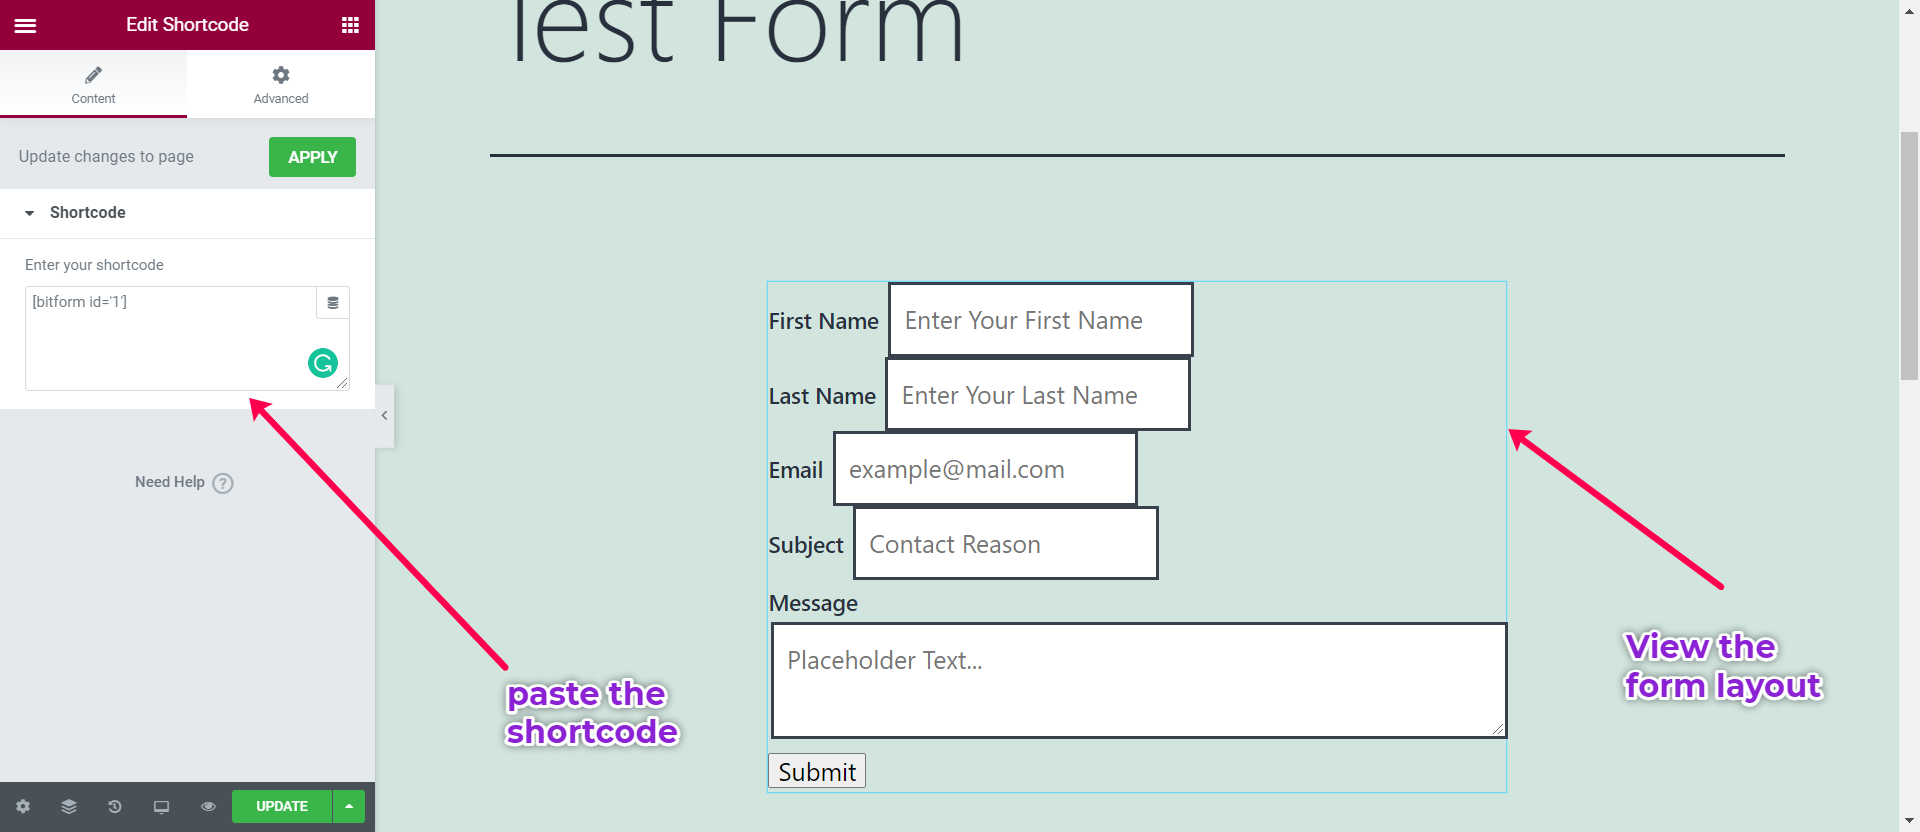 Edit Shortcode
Content
Advanced
Update changes to page
APPLY
Shortcode
Enter your shortcode
[bitform id='1']
Need Help ?
UPDATE
Test Form
First Name
Enter Your First Name
Last Name
Enter Your Last Name
Email
example@mail.com
Subject
Contact Reason
Message
Placeholder Text...
Submit
paste the
shortcode
View the
form layout